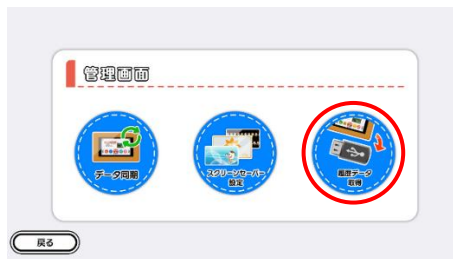 管理画面
データ同期
スクリーンセーバー
設定
履歴データ
取得
戻る